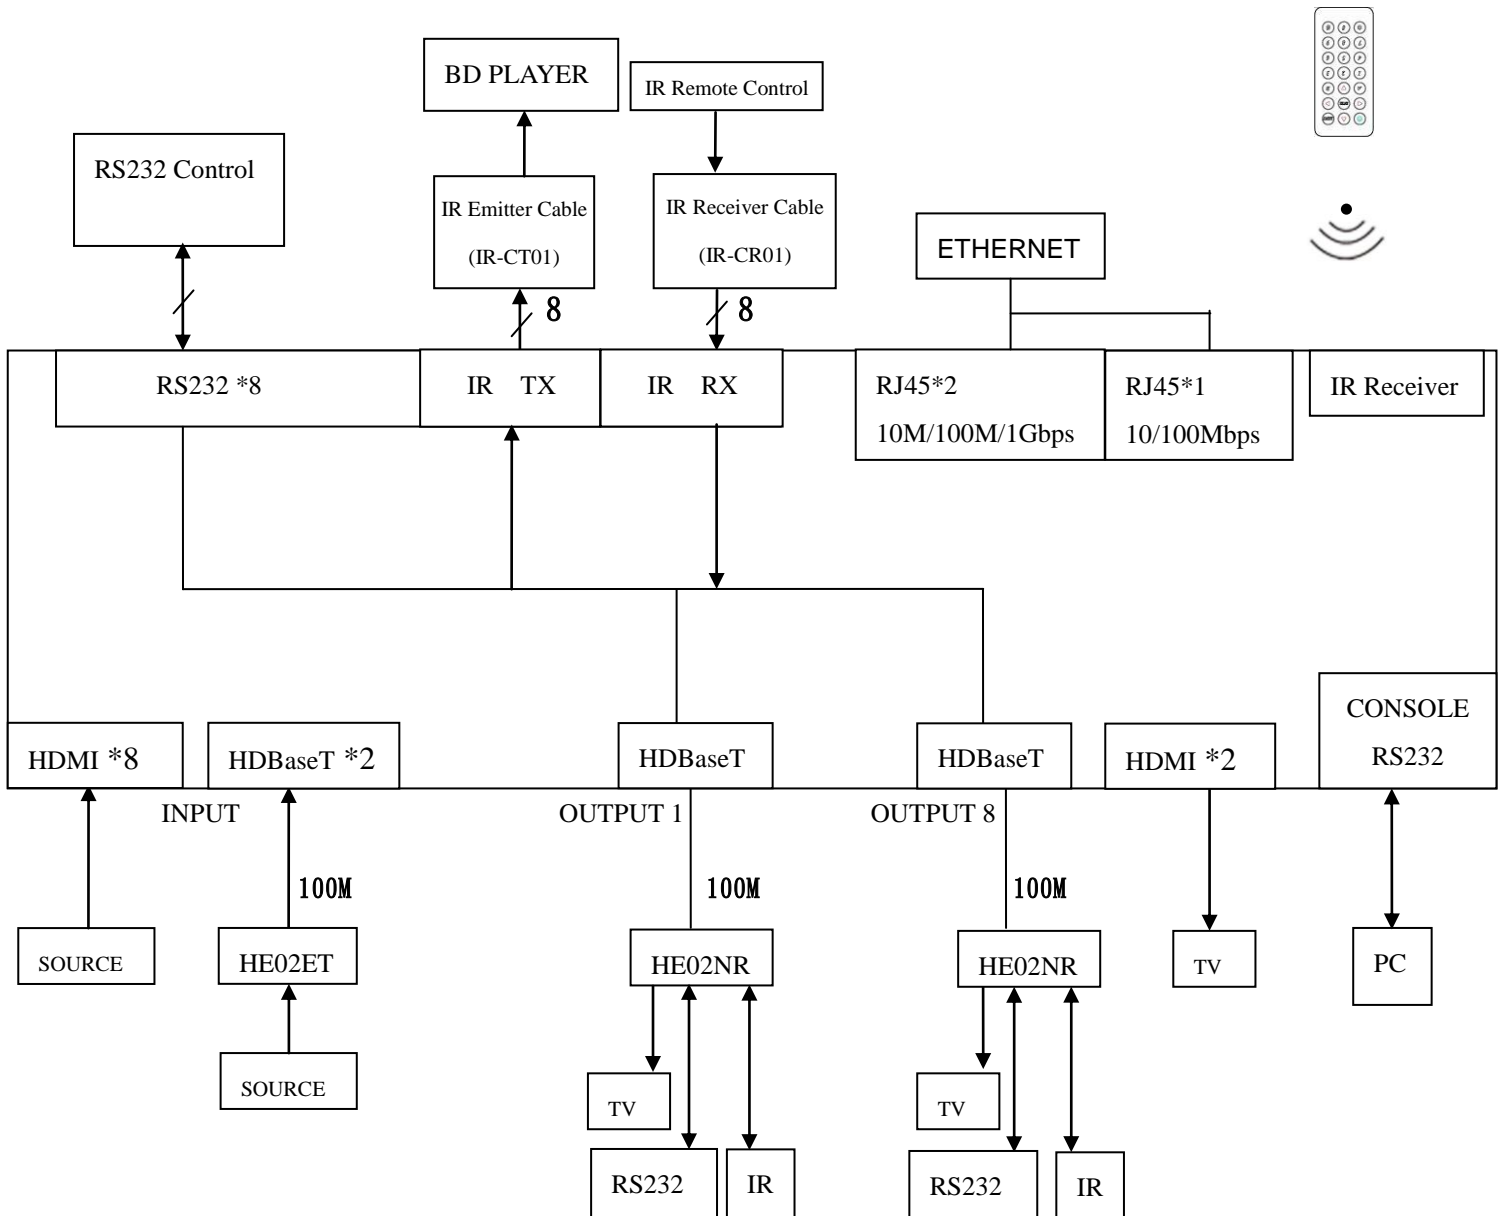 BD PLAYER
IR Remote Control
RS232 Control
IR Emitter Cable
(IR-CT01)
IR Receiver Cable
(IR-CR01)
ETHERNET
8
8
RS232 *8
IR TX
IR RX
RJ45*2
10M/100M/1Gbps
RJ45*1
10/100Mbps
IR Receiver
CONSOLE
RS232
HDMI *8
HDBaseT *2
HDBaseT
HDBaseT
HDMI *2
INPUT
OUTPUT 1
OUTPUT 8
100M
100M
100M
SOURCE
HE02ET
HE02NR
HE02NR
TV
PC
SOURCE
TV
TV
RS232
IR
RS232
IR